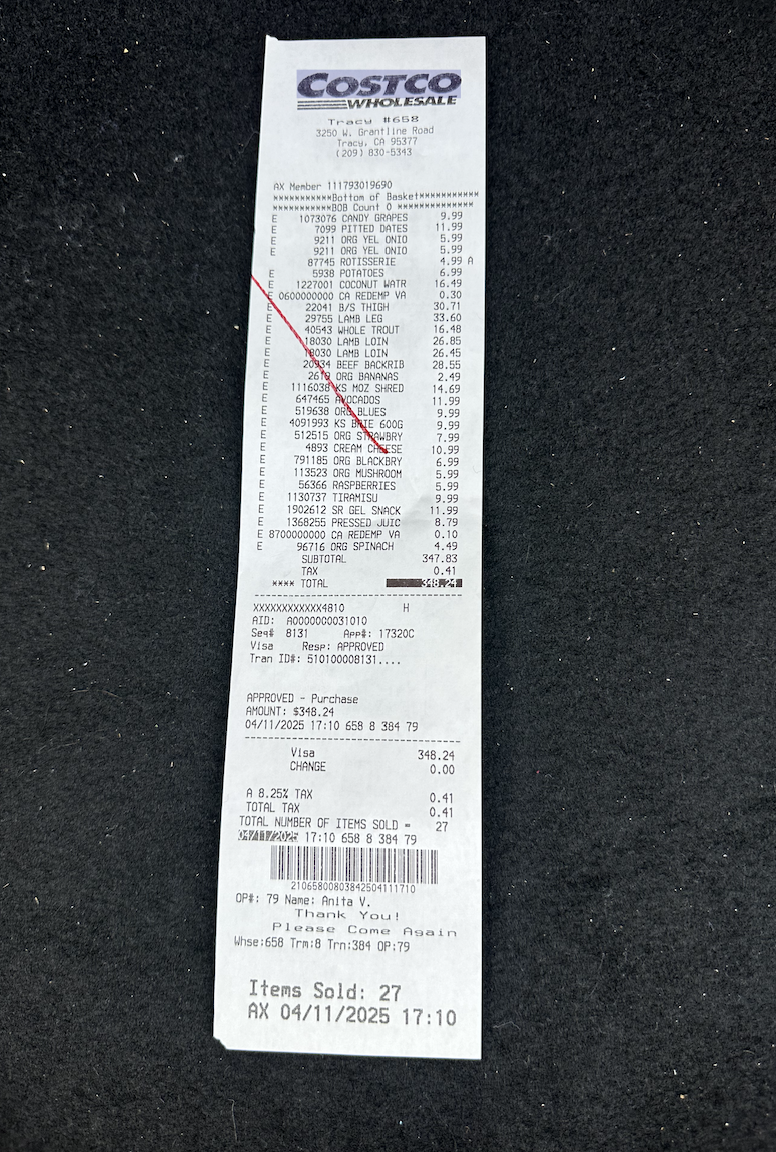 COSTCO
WHOLESALE
Tracy #658
3250 W. Grantline Road
Tracy, CA 95377
(209) 830-5343
AX Member 111793019690
***********Bottom of Basket***********
***********BOB Count 0 **************
E 1073076 CANDY GRAPES 9.99
E 7099 PITTED DATES 11.99
E 9211 ORG YEL ONIO 5.99
E 9211 ORG YEL ONIO 5.99
87745 ROTISSERIE 4.99 A
E 5938 POTATOES 6.99
E 1227001 COCONUT WATR 16.49
E 0600000000 CA REDEMP VA 0.30
E 22041 B/S THIGH 30.71
E 29755 LAMB LEG 33.60
E 40543 WHOLE TROUT 16.48
E 18030 LAMB LOIN 26.85
E 18030 LAMB LOIN 26.45
E 20934 BEEF BACKRIB 28.55
E 2619 ORG BANANAS 2.49
E 1116038 KS MOZ SHRED 14.69
E 647465 AVOCADOS 11.99
E 519638 ORG BLUES 9.99
E 4091993 KS BRIE 600G 9.99
E 512515 ORG STRAWBRY 7.99
E 4893 CREAM CHEESE 10.99
E 791185 ORG BLACKBRY 6.99
E 113523 ORG MUSHROOM 5.99
E 56366 RASPBERRIES 5.99
E 1130737 TIRAMISU 9.99
E 1902612 SR GEL SNACK 11.99
E 1368255 PRESSED JUIC 8.79
E 8700000000 CA REDEMP VA 0.10
E 96716 ORG SPINACH 4.49
SUBTOTAL 347.83
TAX 0.41
**** TOTAL 348.24
XXXXXXXXXXXX4810 H
AID: A0000000031010
Seq# 8131 App#: 17320C
Visa Resp: APPROVED
Tran ID#: 510100008131....
APPROVED - Purchase
AMOUNT: $348.24
04/11/2025 17:10 658 8 384 79
Visa 348.24
CHANGE 0.00
A 8.25% TAX 0.41
TOTAL TAX 0.41
TOTAL NUMBER OF ITEMS SOLD = 27
04/11/2025 17:10 658 8 384 79
21065800803842504111710
OP#: 79 Name: Anita V.
Thank You!
Please Come Again
Whse:658 Trm:8 Trn:384 OP:79
Items Sold: 27
AX 04/11/2025 17:10